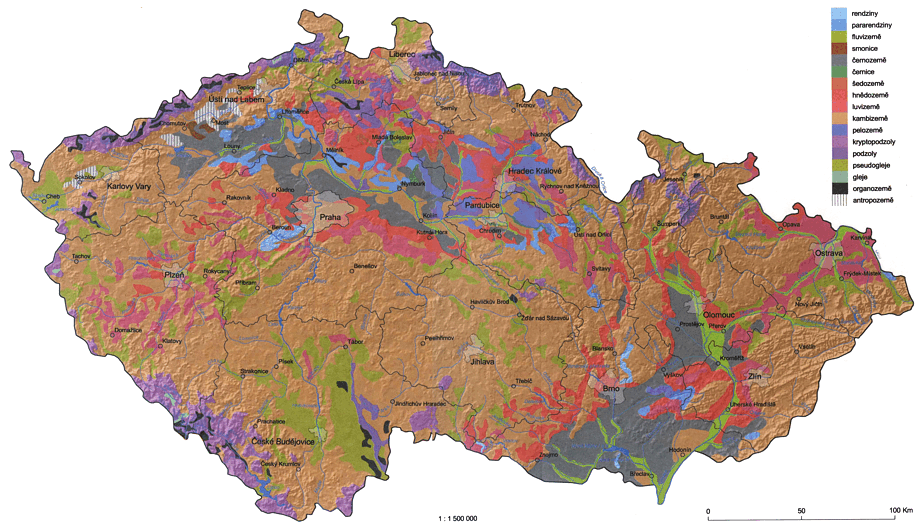 rendziny
pararendziny
fluvizemě
smonice
černozemě
černice
šedozemě
hnědozemě
luvizemě
kambizemě
pelozemě
kryptopodzoly
podzoly
pseudogleje
gleje
organozemě
antropozemě
Liberec
Jablonec nad Nisou
Děčín
Česká Lípa
Teplice
Ústí nad Labem
Semily
Trutnov
Litoměřice
Chomutov
Most
Náchod
Jičín
Mladá Boleslav
Louny
Mělník
Hradec Králové
Sokolov
Karlovy Vary
Jeseník
Nymburk
Rychnov nad Kněžnou
Cheb
Kladno
Rakovník
Pardubice
Praha
Kolín
Bruntál
Šumperk
Opava
Beroun
Kutná Hora
Chrudim
Ústí nad Orlicí
Karviná
Ostrava
Tachov
Svitavy
Plzeň
Rokycany
Benešov
Frýdek-Místek
Příbram
Havlíčkův Brod
Nový Jičín
Olomouc
Žďár nad Sázavou
Prostějov
Přerov
Domažlice
Klatovy
Tábor
Pelhřimov
Vsetín
Blansko
Jihlava
Kroměříž
Písek
Strakonice
Vyškov
Zlín
Třebíč
Brno
Jindřichův Hradec
Uherské Hradiště
Prachatice
České Budějovice
Hodonín
Znojmo
Český Krumlov
Břeclav
1 : 1 500 000
0
50
100 Km